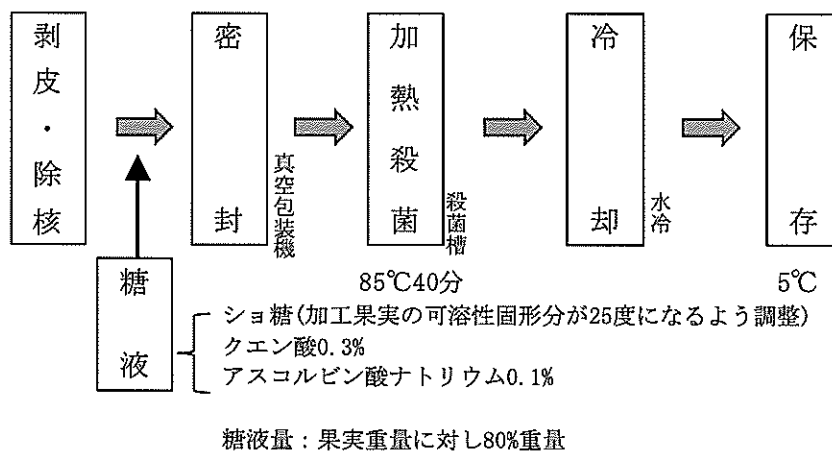 剥皮・除核
密封
真空包装機
加熱殺菌
殺菌槽
冷却
水冷
保存
85℃40分
5℃
糖液
ショ糖(加工果実の可溶性固形分が25度になるよう調整)
クエン酸0.3%
アスコルビン酸ナトリウム0.1%
糖液量：果実重量に対し80%重量